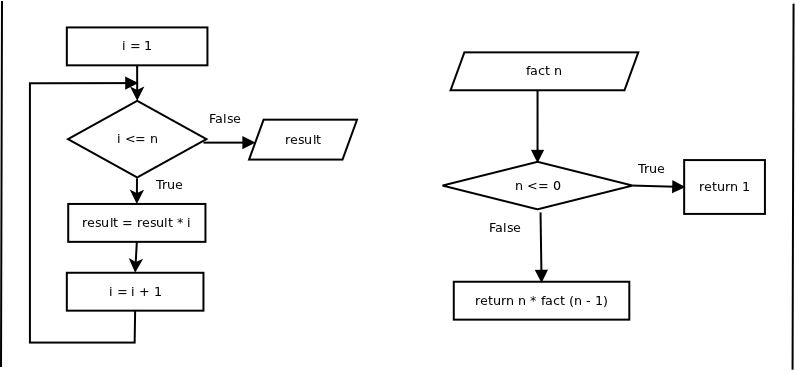 i = 1
i <= n
False
result
True
result = result * i
i = i + 1
fact n
n <= 0
True
return 1
False
return n * fact (n - 1)